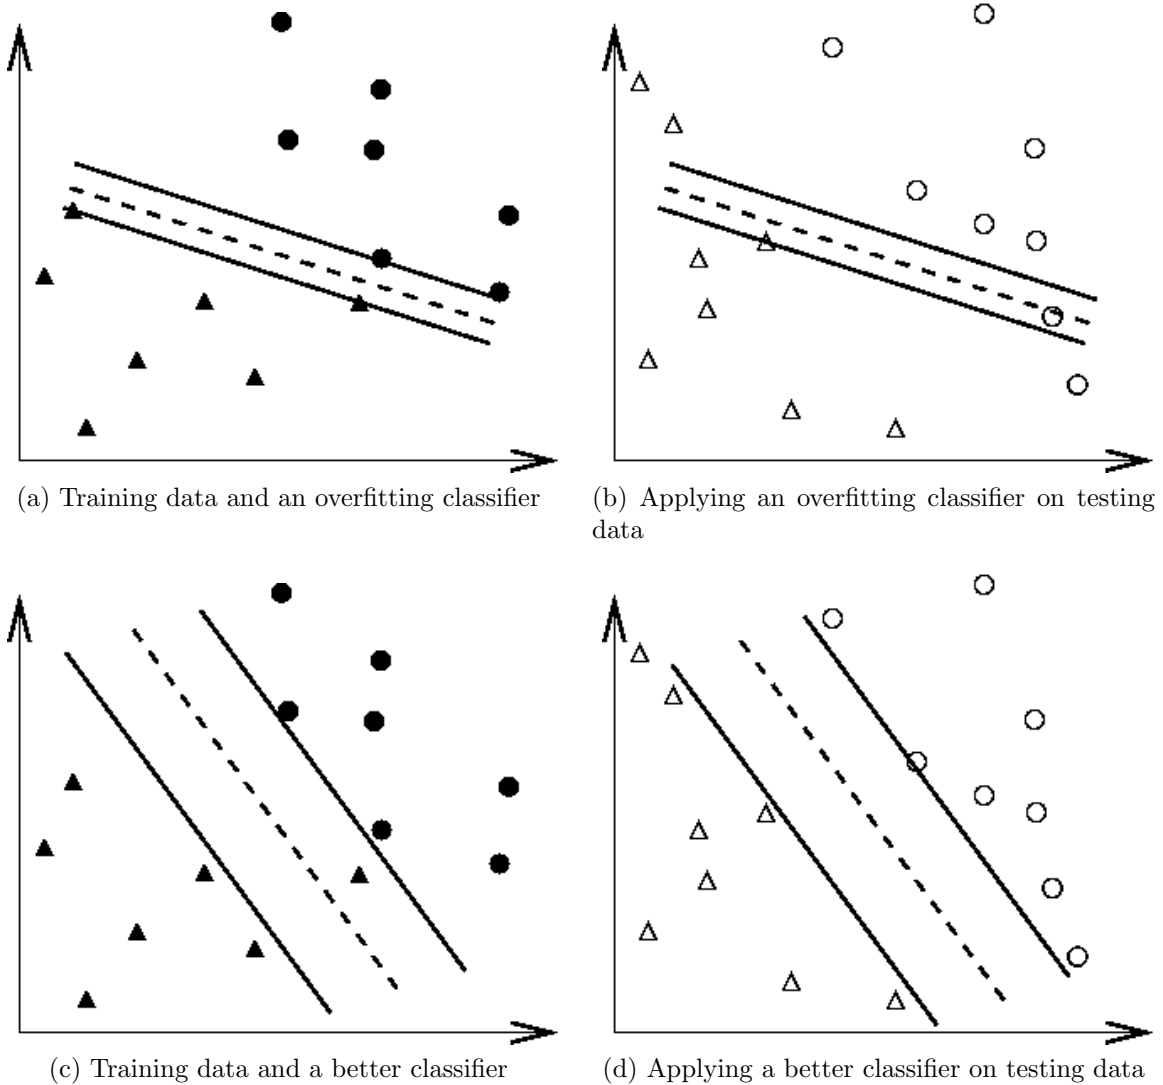 (a) Training data and an overfitting classifier
(b) Applying an overfitting classifier on testing
data
(c) Training data and a better classifier
(d) Applying a better classifier on testing data